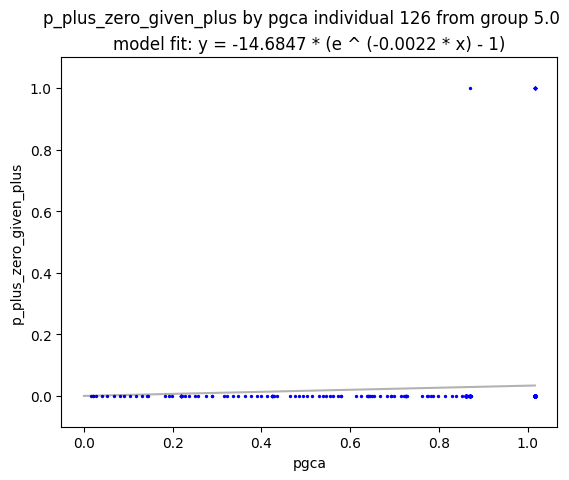 p_plus_zero_given_plus by pgca individual 126 from group 5.0
model fit: y = -14.6847 * (e ^ (-0.0022 * x) - 1)
p_plus_zero_given_plus
1.0
0.8
0.6
0.4
0.2
0.0
0.0 0.2 0.4 0.6 0.8 1.0
pgca